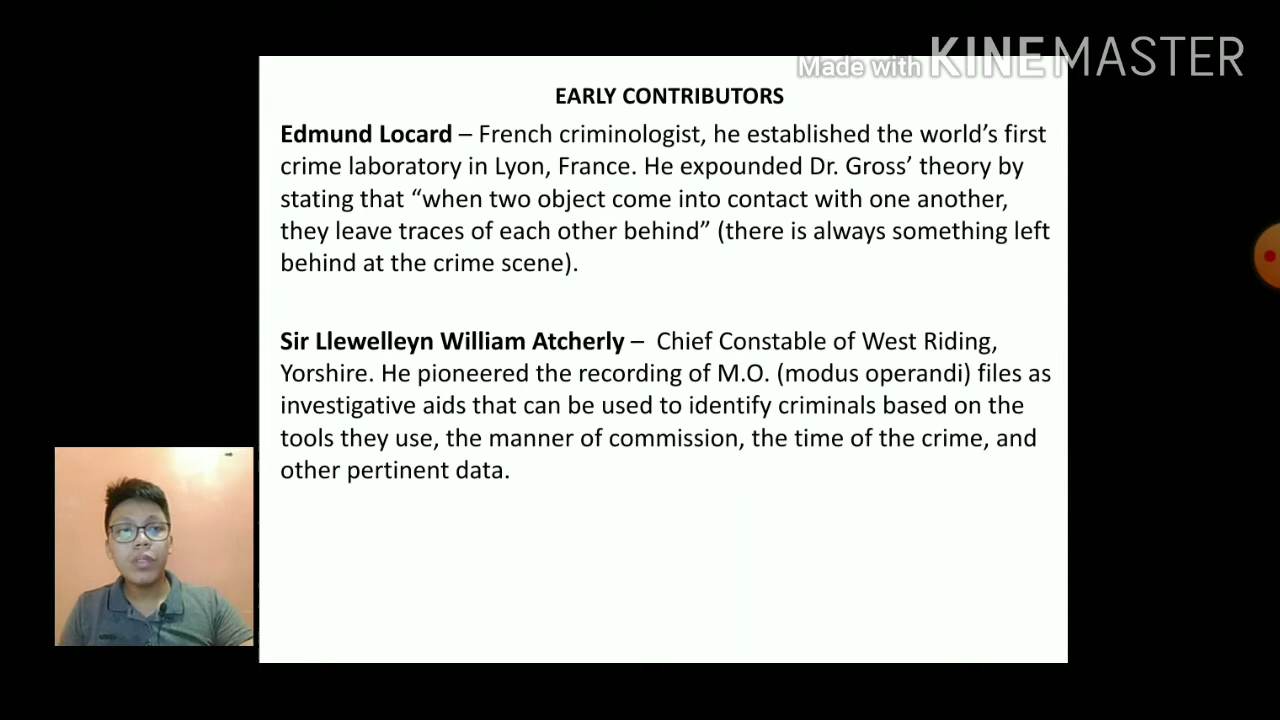 Made with KINEMASTER
EARLY CONTRIBUTORS
Edmund Locard – French criminologist, he established the world’s first
crime laboratory in Lyon, France. He expounded Dr. Gross’ theory by
stating that “when two object come into contact with one another,
they leave traces of each other behind” (there is always something left
behind at the crime scene).
Sir Llewelleyn William Atcherly – Chief Constable of West Riding,
Yorshire. He pioneered the recording of M.O. (modus operandi) files as
investigative aids that can be used to identify criminals based on the
tools they use, the manner of commission, the time of the crime, and
other pertinent data.